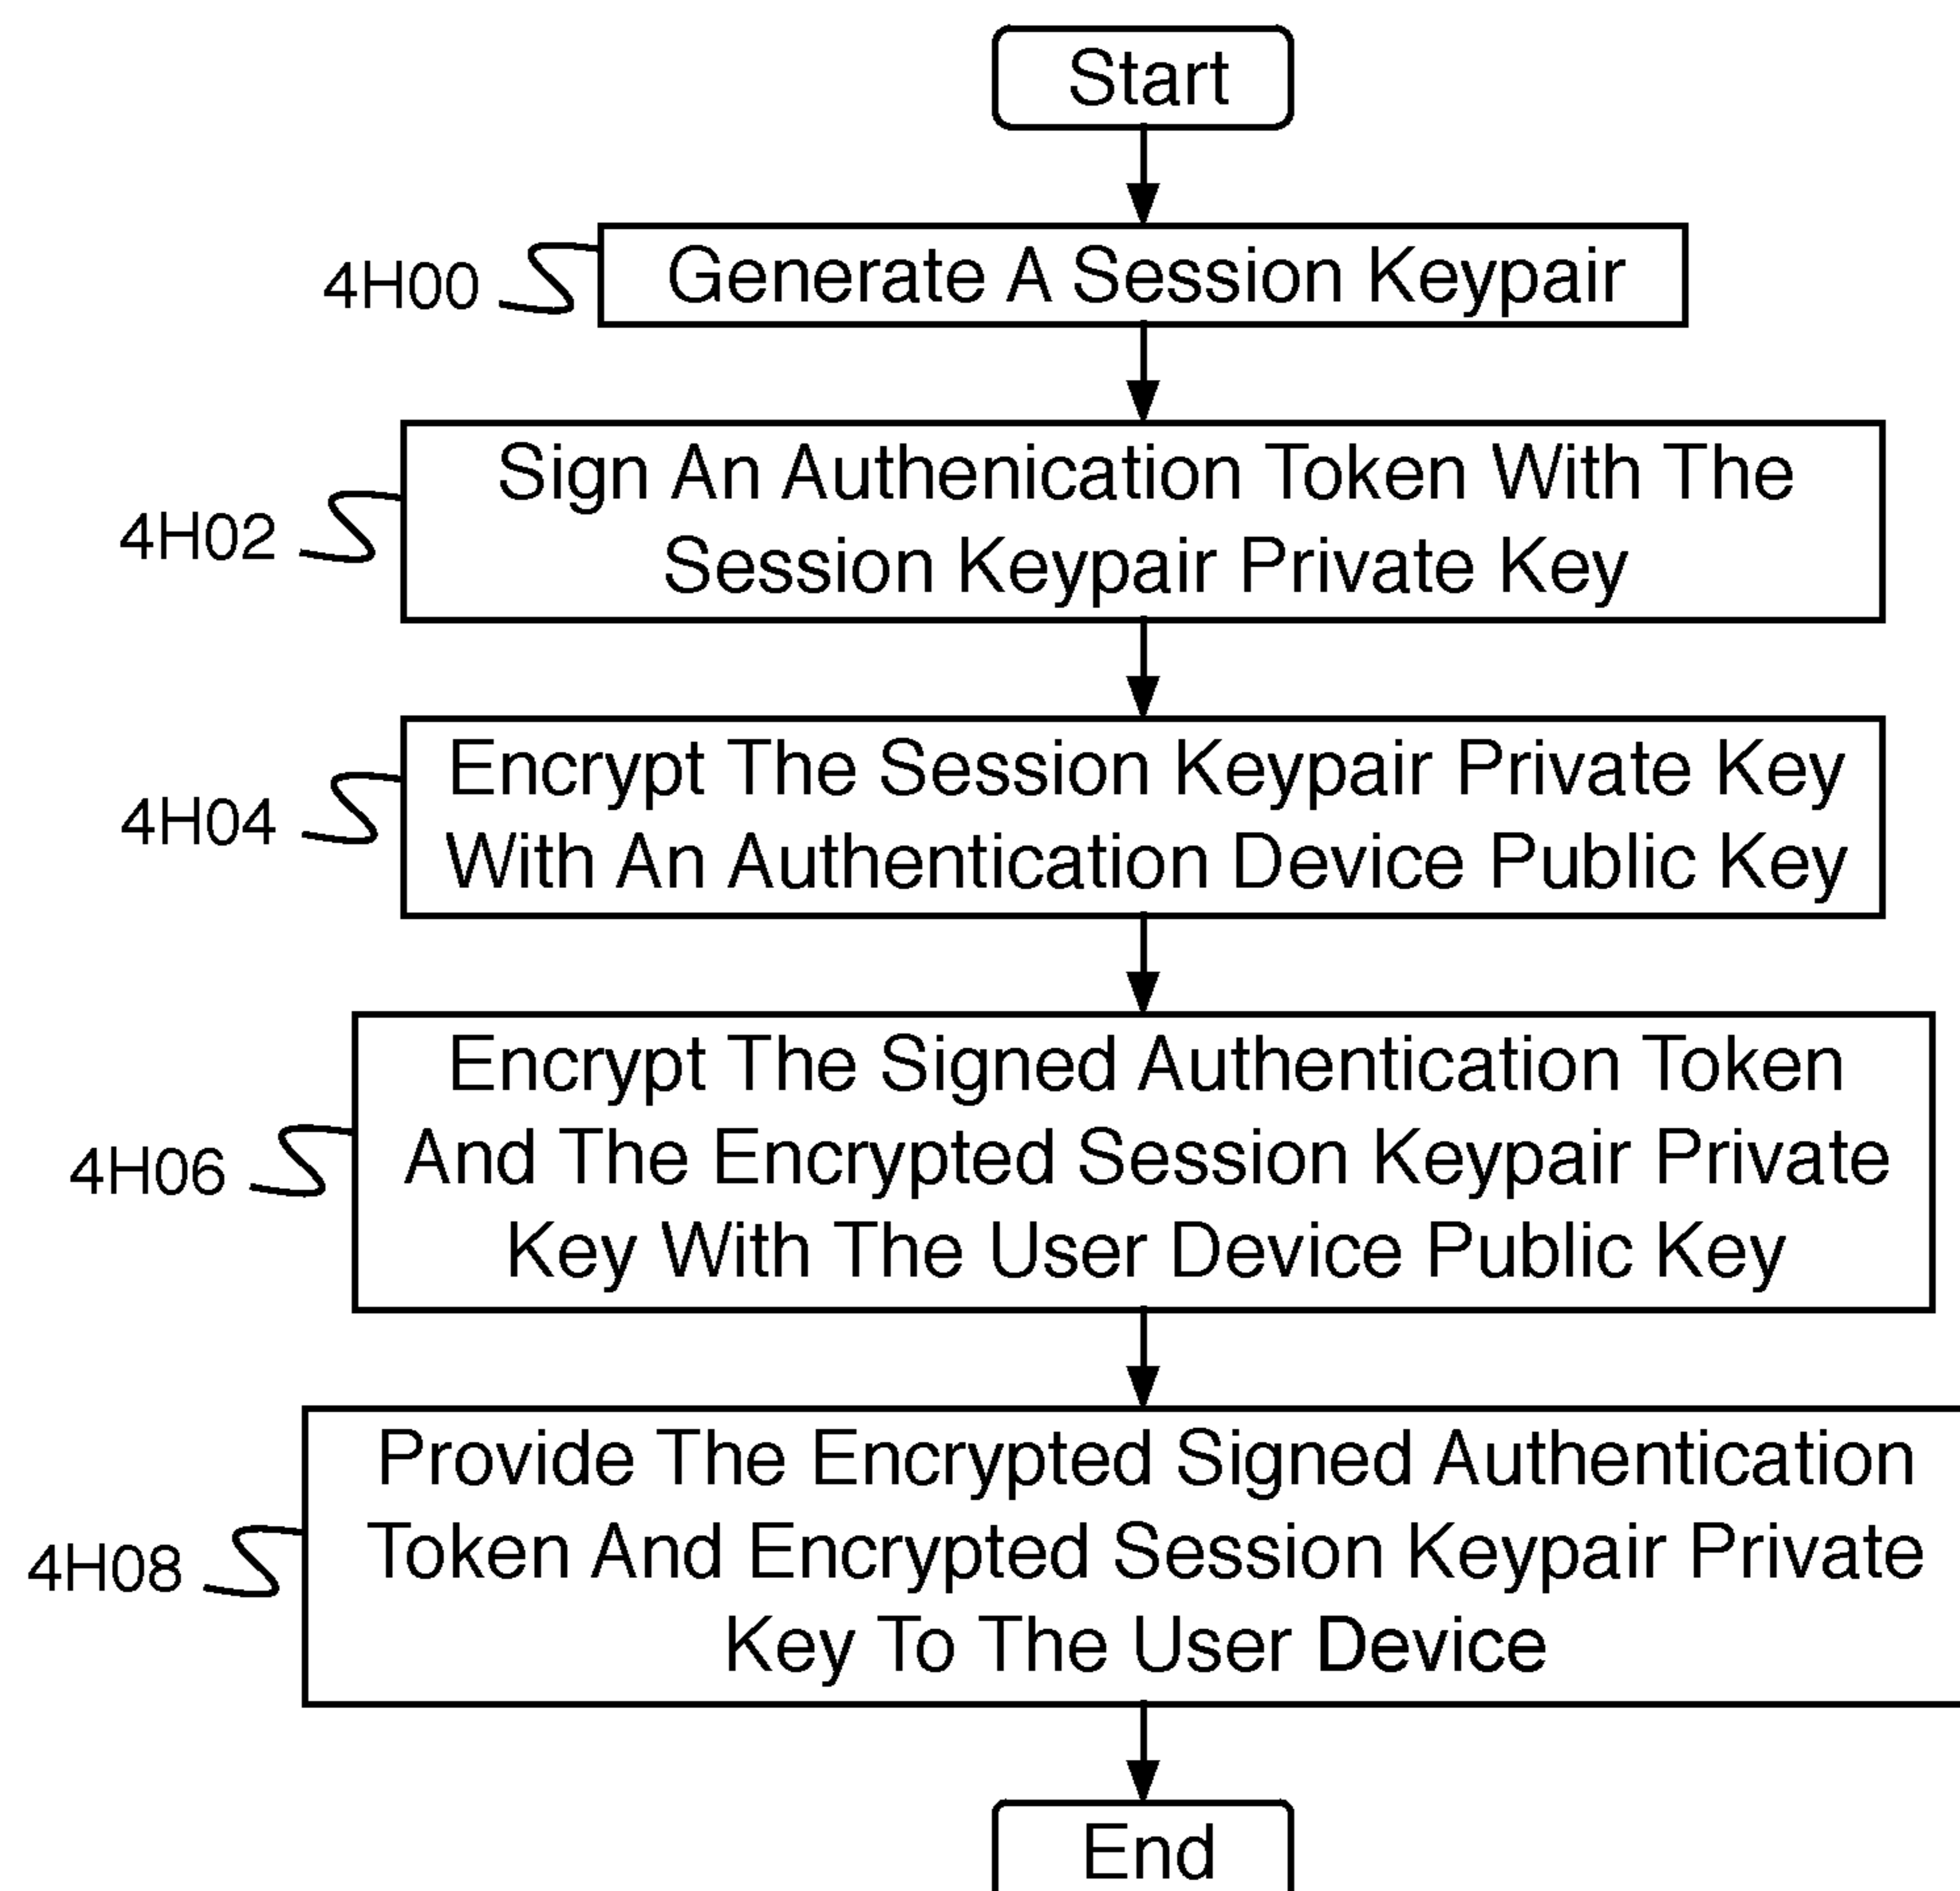 Start
4H00
Generate A Session Keypair
4H02
Sign An Authenication Token With The
Session Keypair Private Key
4H04
Encrypt The Session Keypair Private Key
With An Authentication Device Public Key
4H06
Encrypt The Signed Authentication Token
And The Encrypted Session Keypair Private
Key With The User Device Public Key
4H08
Provide The Encrypted Signed Authentication
Token And Encrypted Session Keypair Private
Key To The User Device
End